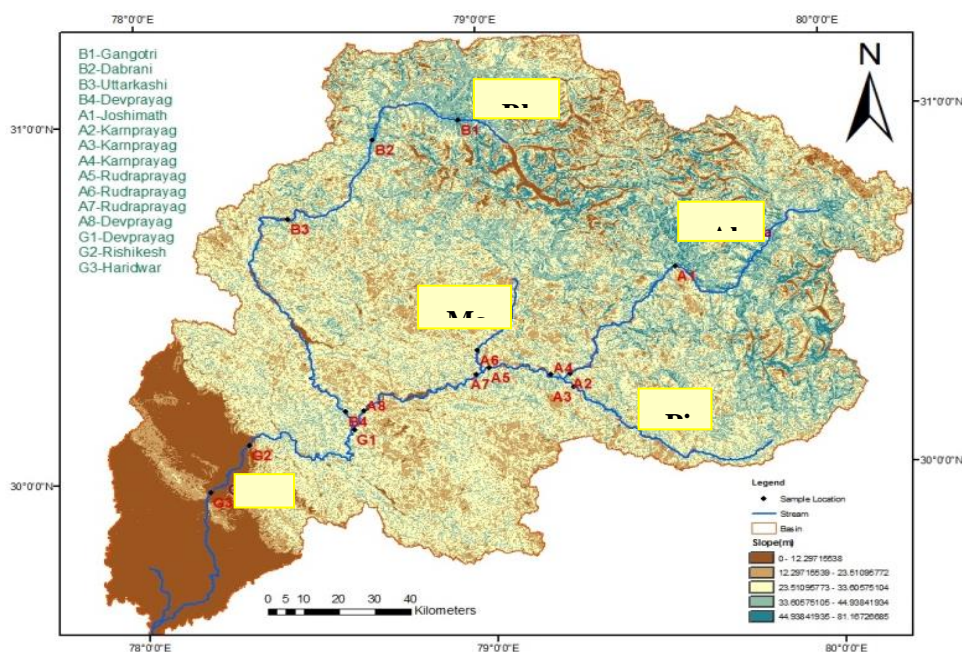 78°0'0"E 79°0'0"E 80°0'0"E
B1-Gangotri
B2-Dabrani
B3-Uttarkashi
B4-Devprayag
A1-Joshimath
A2-Karnprayag
A3-Karnprayag
A4-Karnprayag
A5-Rudraprayag
A6-Rudraprayag
A7-Rudraprayag
A8-Devprayag
G1-Devprayag
G2-Rishikesh
G3-Haridwar
N
31°0'0"N 31°0'0"N
B1
B2
B3
A1
A6
A5
A7
A4
A2
A3
A8
B4
G1
G2
G3
30°0'0"N 30°0'0"N
Legend
Sample Location
Stream
Basin
Slope(m)
0 - 12.29715538
12.29715539 - 23.51095772
23.51095773 - 33.60575104
33.60575105 - 44.93841934
44.93841935 - 81.16726685
0 5 10 20 30 40
Kilometers
78°0'0"E 79°0'0"E 80°0'0"E